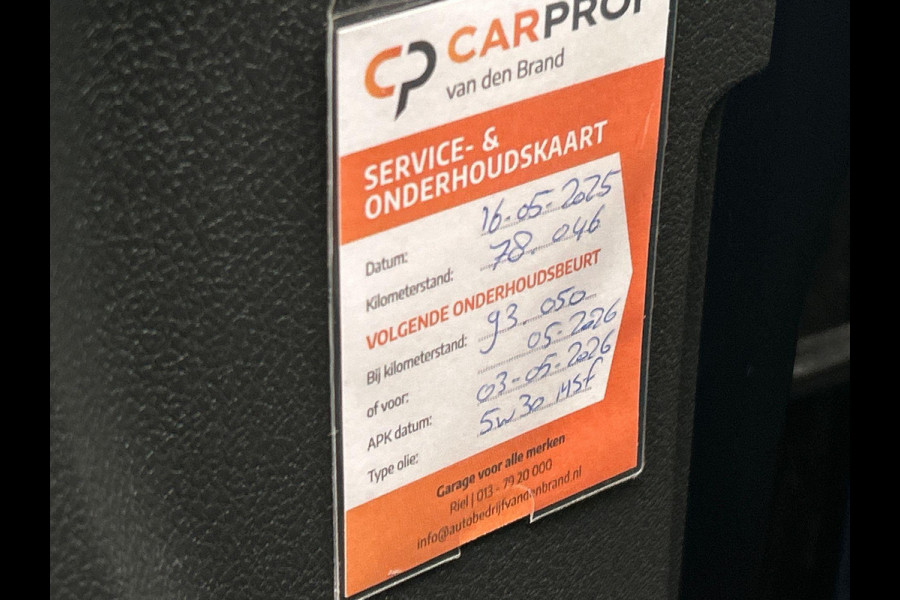 CP CARPROF
van den Brand
SERVICE- &
ONDERHOUDSKAART
Datum: 16-05-2025
Kilometerstand: 78.046
VOLGENDE ONDERHOUDSBEURT
Bij kilometerstand: 93.050
of voor: 05-2026
APK datum: 03-05-2026
Type olie: 5w30
Garage voor alle merken
Riel | 013 - 79 20 000
info@autobedrijfvandenbrand.nl